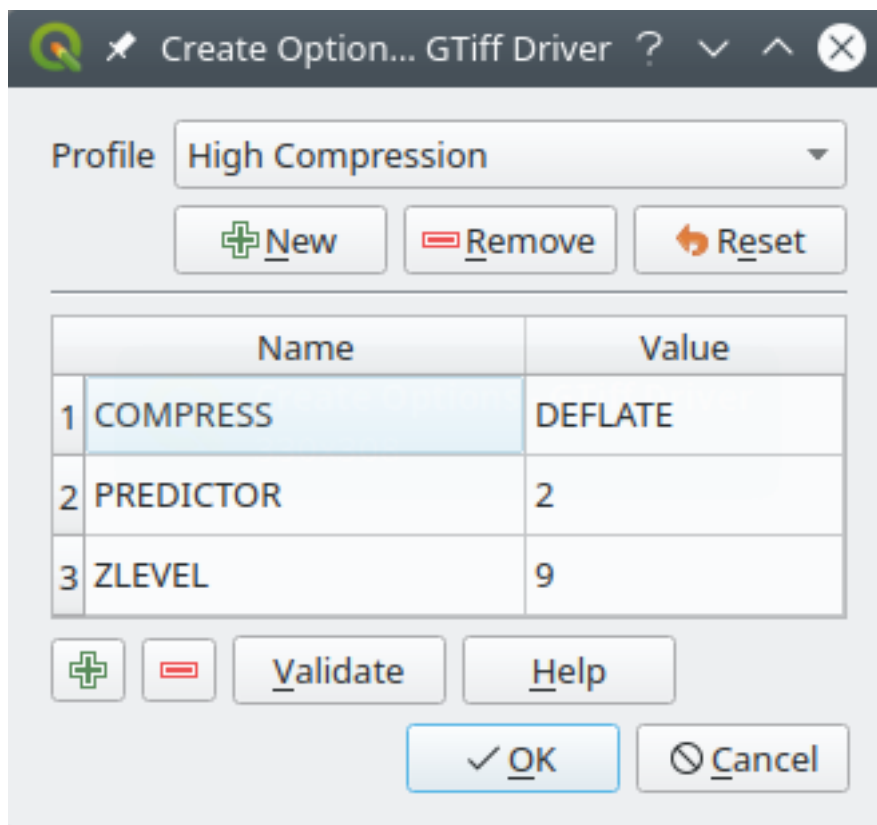 Create Option... GTiff Driver ?
Profile High Compression
New Remove Reset
Name Value
1 COMPRESS DEFLATE
2 PREDICTOR 2
3 ZLEVEL 9
Validate Help
OK Cancel